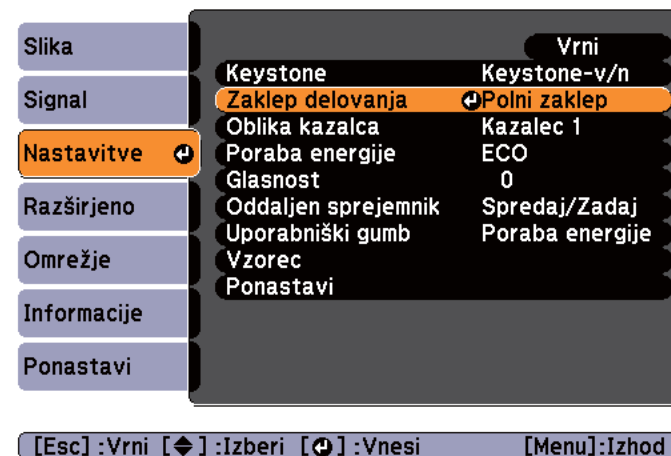 Slika
Signal
Nastavitve
Razširjeno
Omrežje
Informacije
Ponastavi
Vrni
Keystone Keystone-v/n
Zaklep delovanja Polni zaklep
Oblika kazalca Kazalec 1
Poraba energije ECO
Glasnost 0
Oddaljen sprejemnik Spredaj/Zadaj
Uporabniški gumb Poraba energije
Vzorec
Ponastavi
[Esc] :Vrni [◆] :Izberi [↵] :Vnesi [Menu]:Izhod